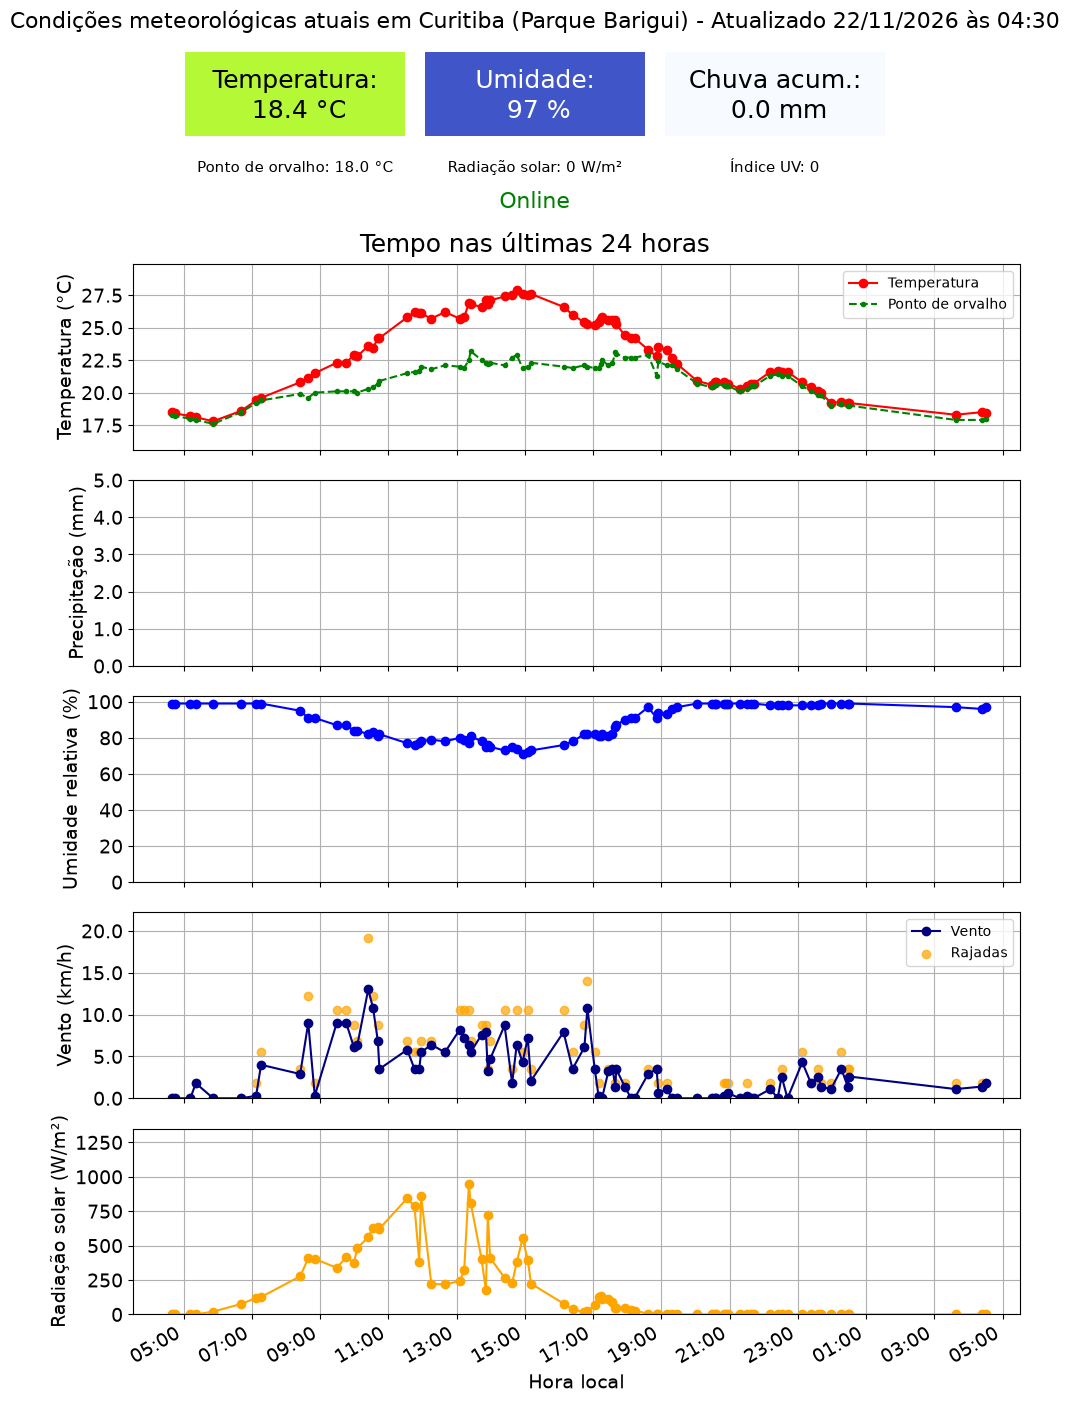 Condições meteorológicas atuais em Curitiba (Parque Barigui) - Atualizado 22/11/2026 às 04:30
Temperatura:
18.4 °C
Umidade:
97 %
Chuva acum.:
0.0 mm
Ponto de orvalho: 18.0 °C
Radiação solar: 0 W/m²
Índice UV: 0
Online
Tempo nas últimas 24 horas
Temperatura (°C)
27.5
25.0
22.5
20.0
17.5
Temperatura
Ponto de orvalho
Precipitação (mm)
5.0
4.0
3.0
2.0
1.0
0.0
Umidade relativa (%)
100
80
60
40
20
0
Vento (km/h)
20.0
15.0
10.0
5.0
0.0
Vento
Rajadas
Radiação solar (W/m²)
1250
1000
750
500
250
0
05:00
07:00
09:00
11:00
13:00
15:00
17:00
19:00
21:00
23:00
01:00
03:00
05:00
Hora local